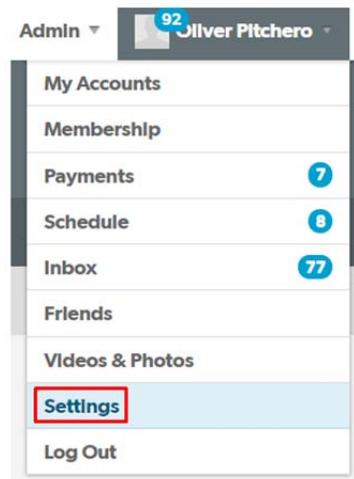 Admin
92
Oliver Pitchero
My Accounts
Membership
Payments 7
Schedule 8
Inbox 77
Friends
Videos & Photos
Settings
Log Out